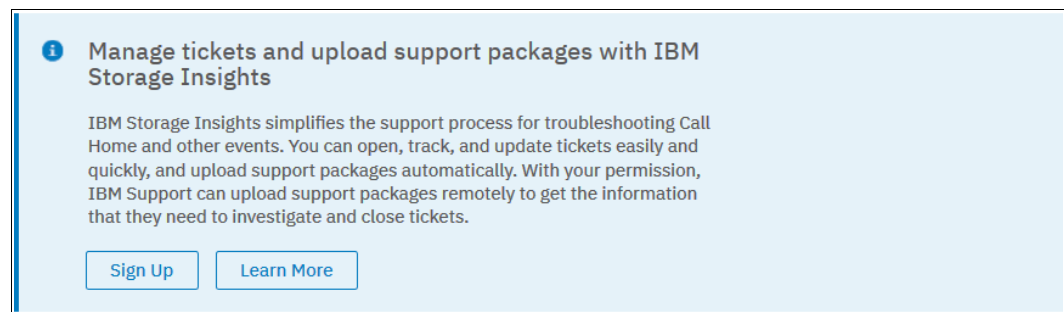 Manage tickets and upload support packages with IBM
Storage Insights
IBM Storage Insights simplifies the support process for troubleshooting Call
Home and other events. You can open, track, and update tickets easily and
quickly, and upload support packages automatically. With your permission,
IBM Support can upload support packages remotely to get the information
that they need to investigate and close tickets.
Sign Up Learn More